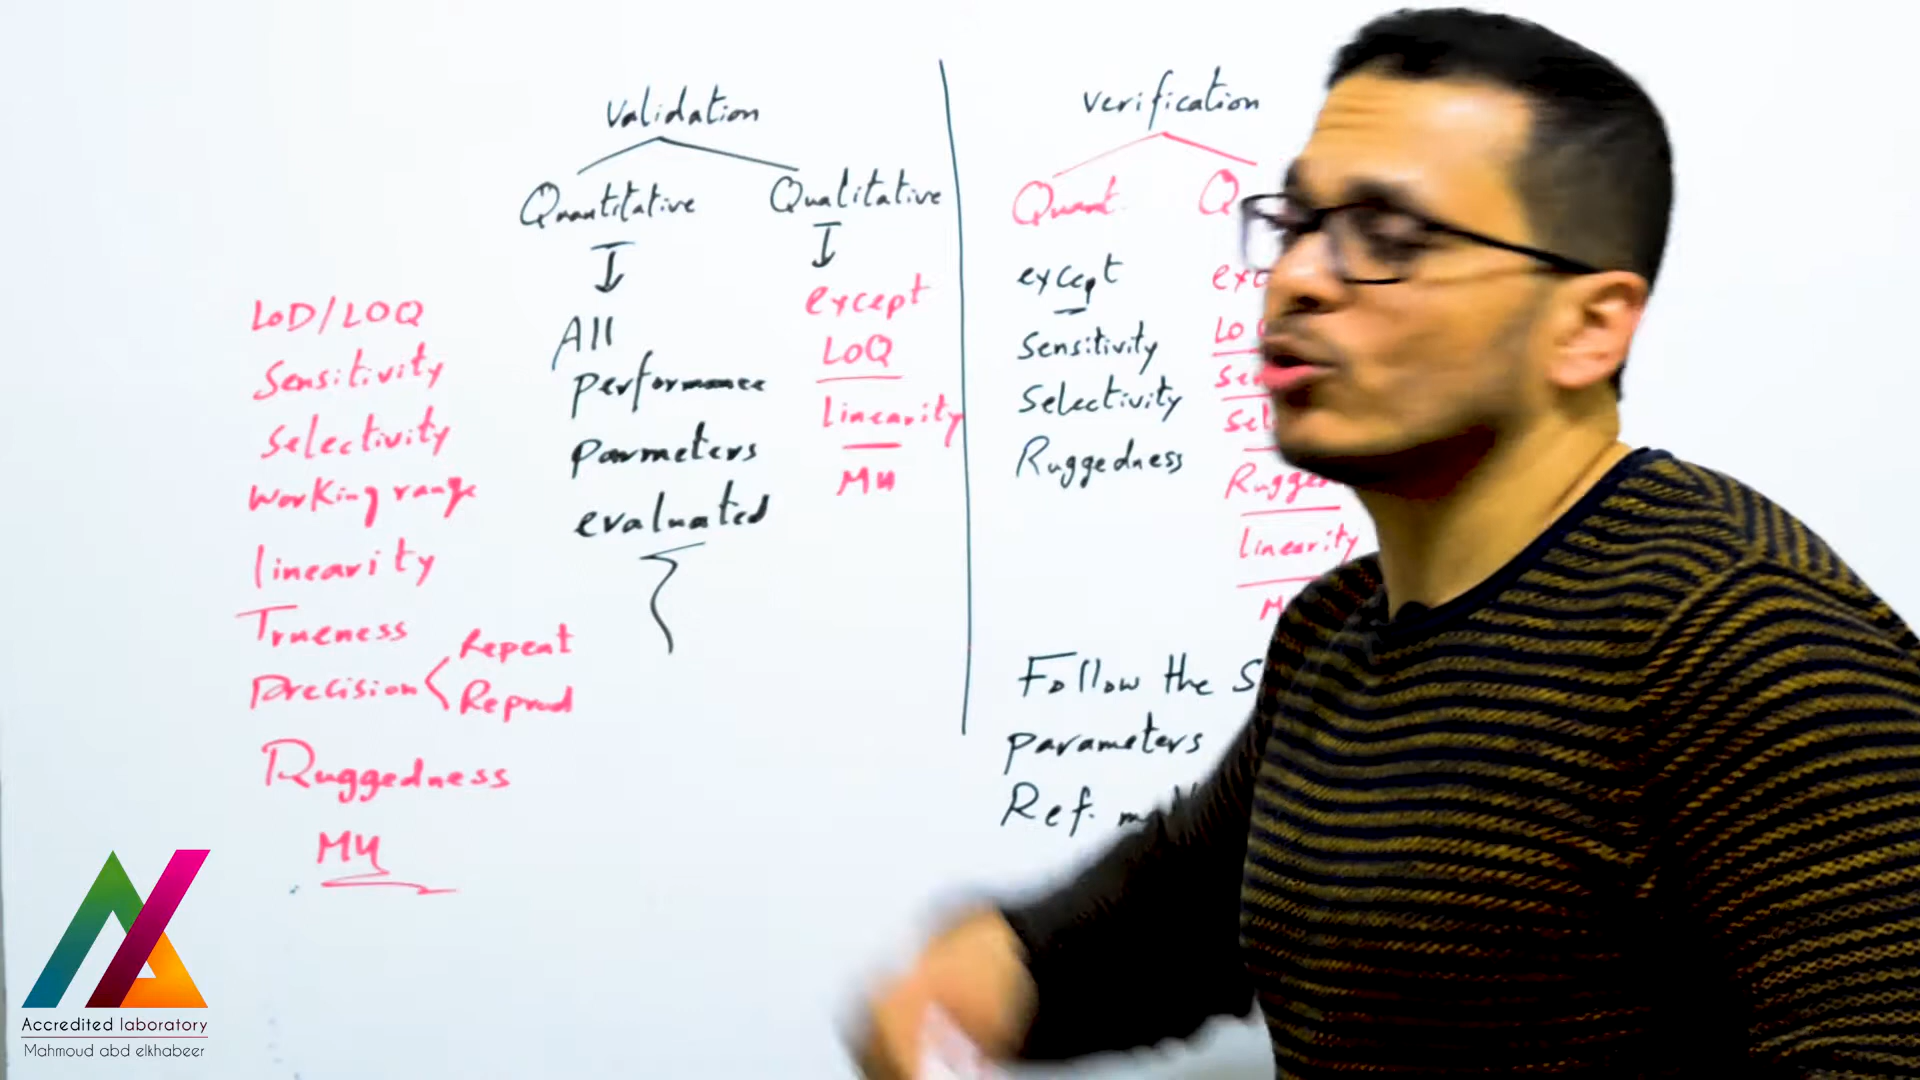 Validation
Quantitative
Qualitative
All
performance
parmeters
evaluated
except
LOQ
linearity
MU
LOD/LOQ
Sensitivity
Selectivity
Working range
linearity
Trueness
Precision
Repeat
Reprod
Ruggedness
MU
verification
Quant.
except
Sensitivity
Selectivity
Ruggedness
linearity
Follow the
parameters
Ref.
Accredited laboratory
Mahmoud abd elkhabeer